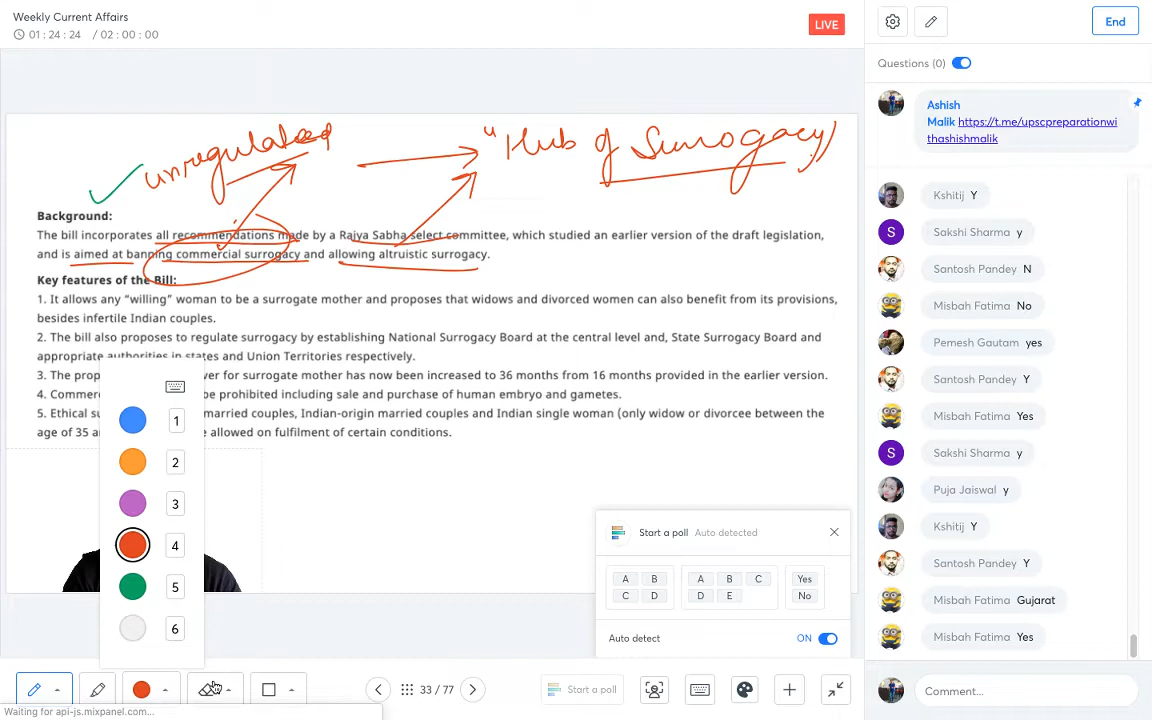 Weekly Current Affairs
01 : 24 : 24 / 02 : 00 : 00
LIVE
unregulated
"Hub of Surrogacy)
Background:
The bill incorporates all recommendations made by a Rajya Sabha select committee, which studied an earlier version of the draft legislation,
and is aimed at banning commercial surrogacy and allowing altruistic surrogacy.
Key features of the Bill:
1. It allows any "willing" woman to be a surrogate mother and proposes that widows and divorced women can also benefit from its provisions,
besides infertile Indian couples.
2. The bill also proposes to regulate surrogacy by establishing National Surrogacy Board at the central level and, State Surrogacy Board and
appropriate authorities in states and Union Territories respectively.
3. The prop ver for surrogate mother has now been increased to 36 months from 16 months provided in the earlier version.
4. Commer be prohibited including sale and purchase of human embryo and gametes.
5. Ethical su married couples, Indian-origin married couples and Indian single woman (only widow or divorcee between the
age of 35 a e allowed on fulfilment of certain conditions.
1
2
3
4
5
6
Start a poll Auto detected
A B A B C Yes
C D D E No
Auto detect ON
33 / 77
Start a poll
Waiting for api-js.mixpanel.com...
End
Questions (0)
Ashish
Malik https://t.me/upscpreparationwi
thashishmalik
Kshitij Y
Sakshi Sharma y
Santosh Pandey N
Misbah Fatima No
Pemesh Gautam yes
Santosh Pandey Y
Misbah Fatima Yes
Sakshi Sharma y
Puja Jaiswal y
Kshitij Y
Santosh Pandey Y
Misbah Fatima Gujarat
Misbah Fatima Yes
Comment...
S
S